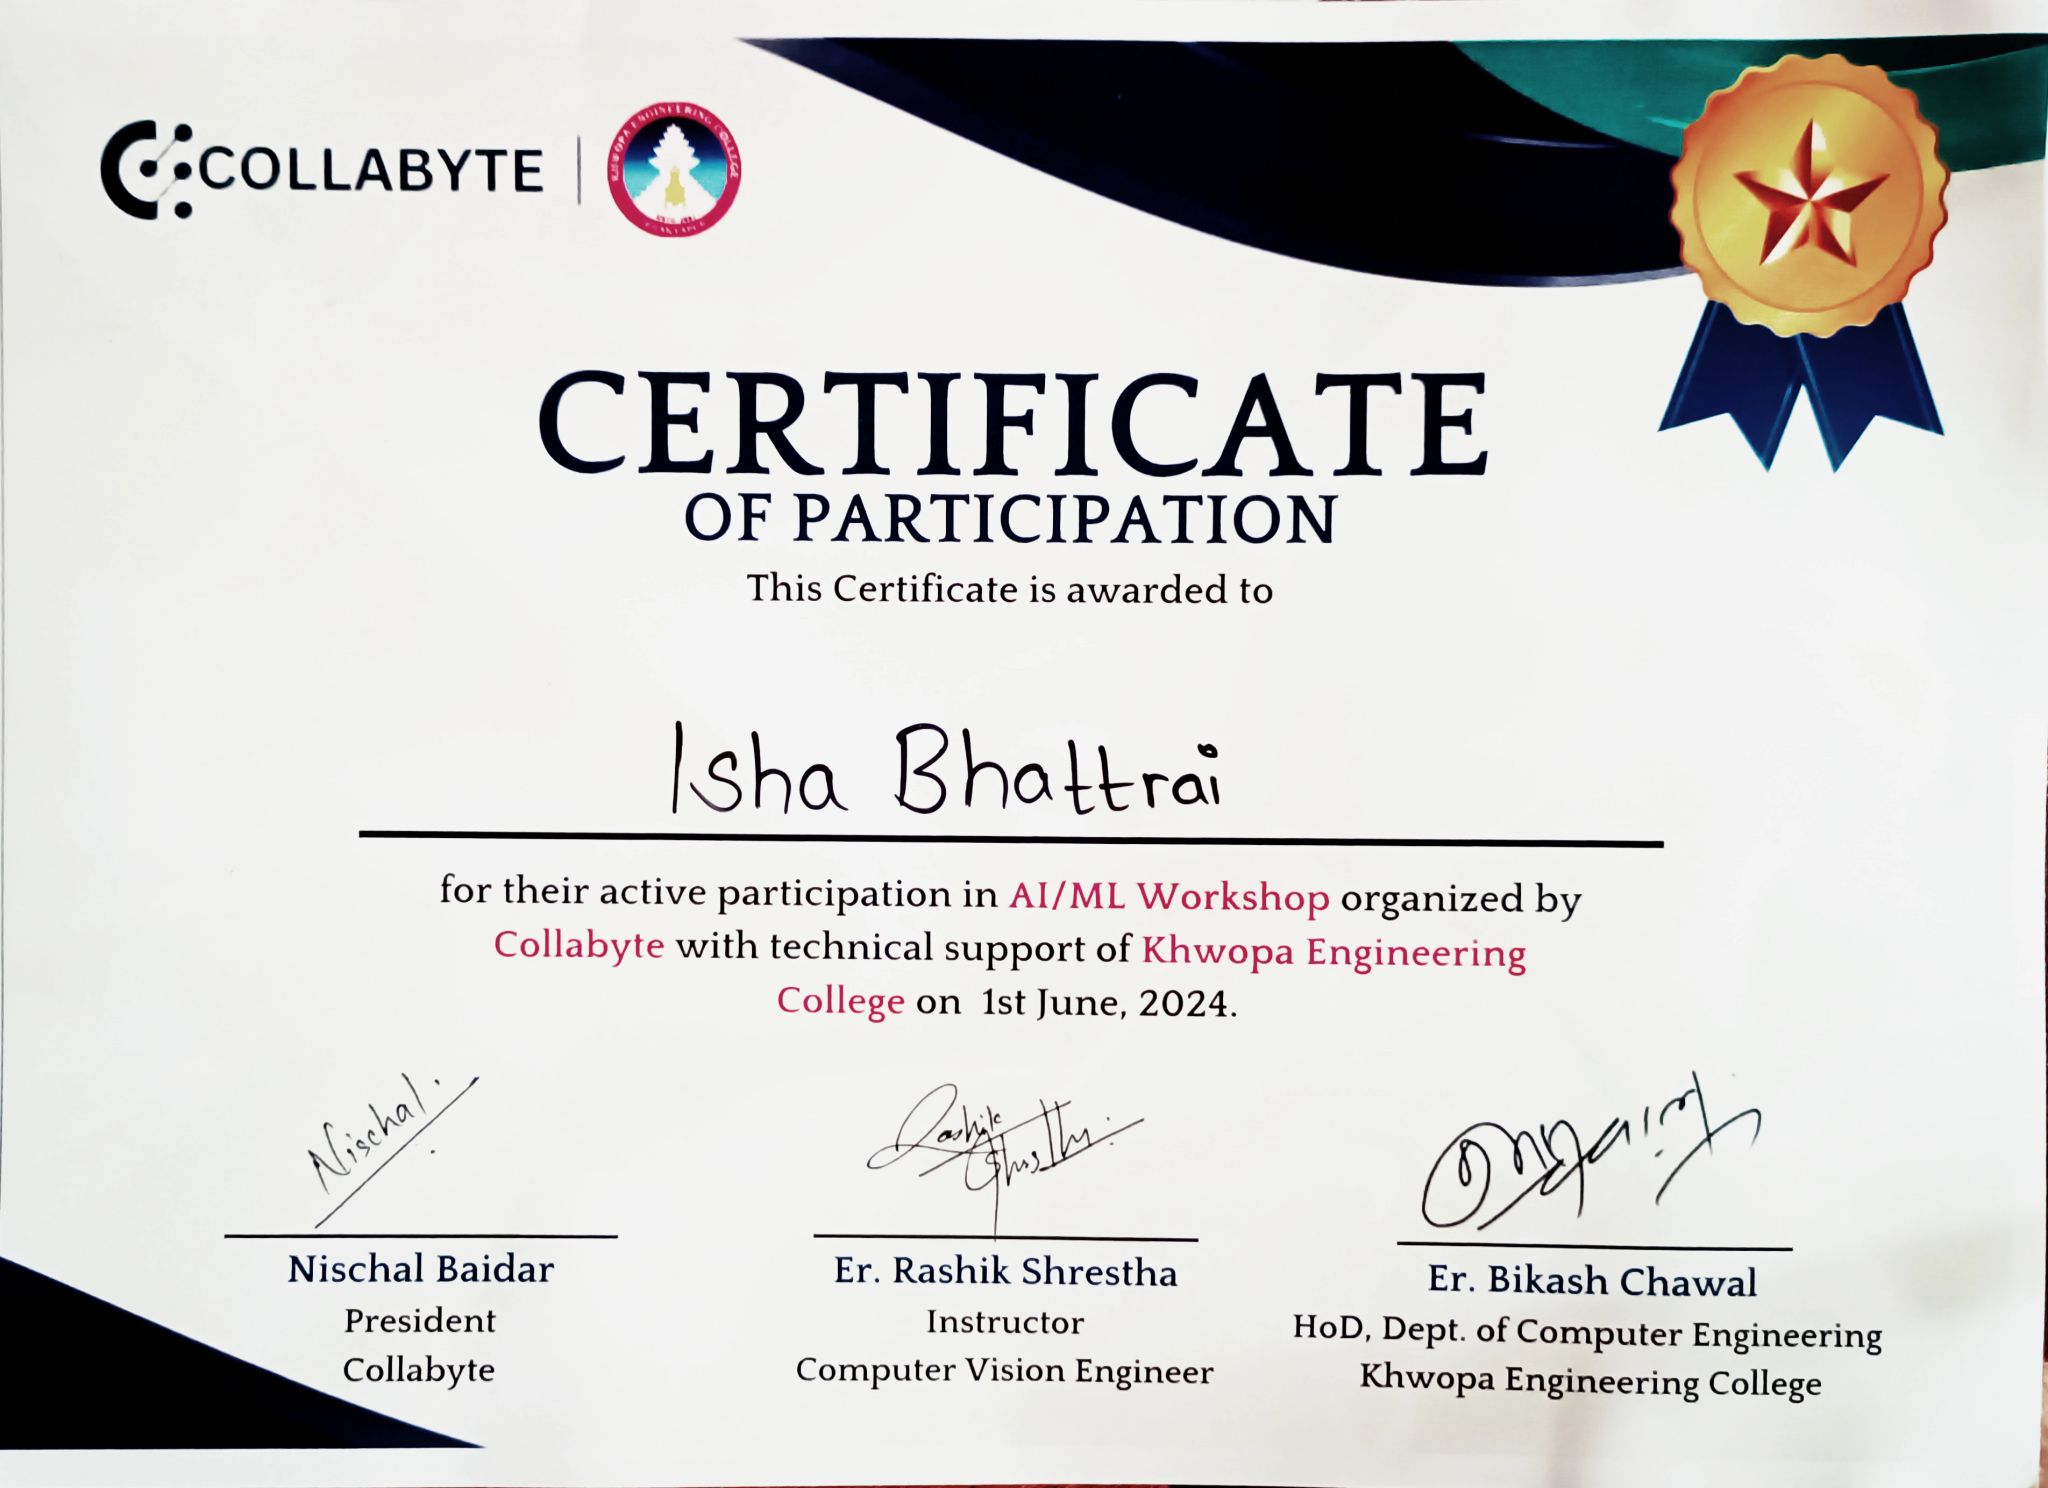 COLLABYTE
KHWOPA ENGINEERING COLLEGE
CERTIFICATE
OF PARTICIPATION
This Certificate is awarded to
Isha Bhattrai
for their active participation in AI/ML Workshop organized by
Collabyte with technical support of Khwopa Engineering
College on 1st June, 2024.
Nischal
Rashik
Nischal Baidar
Er. Rashik Shrestha
Er. Bikash Chawal
President
Instructor
HoD, Dept. of Computer Engineering
Collabyte
Computer Vision Engineer
Khwopa Engineering College